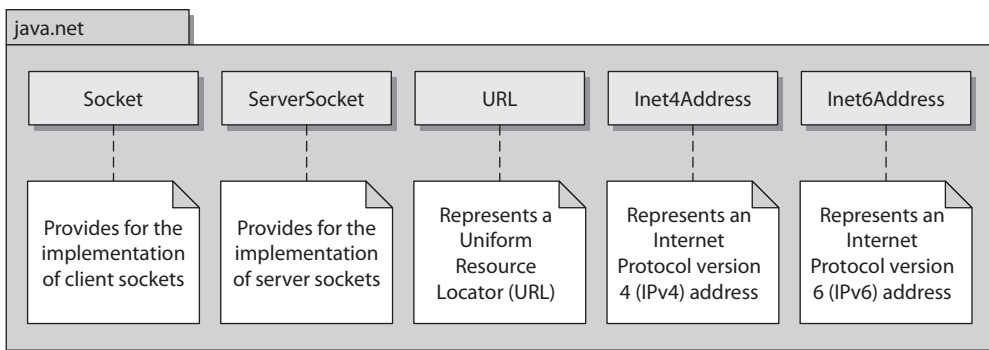 java.net
Socket
ServerSocket
URL
Inet4Address
Inet6Address
Provides for the
implementation
of client sockets
Provides for the
implementation
of server sockets
Represents a
Uniform
Resource
Locator (URL)
Represents an
Internet
Protocol version
4 (IPv4) address
Represents an
Internet
Protocol version
6 (IPv6) address